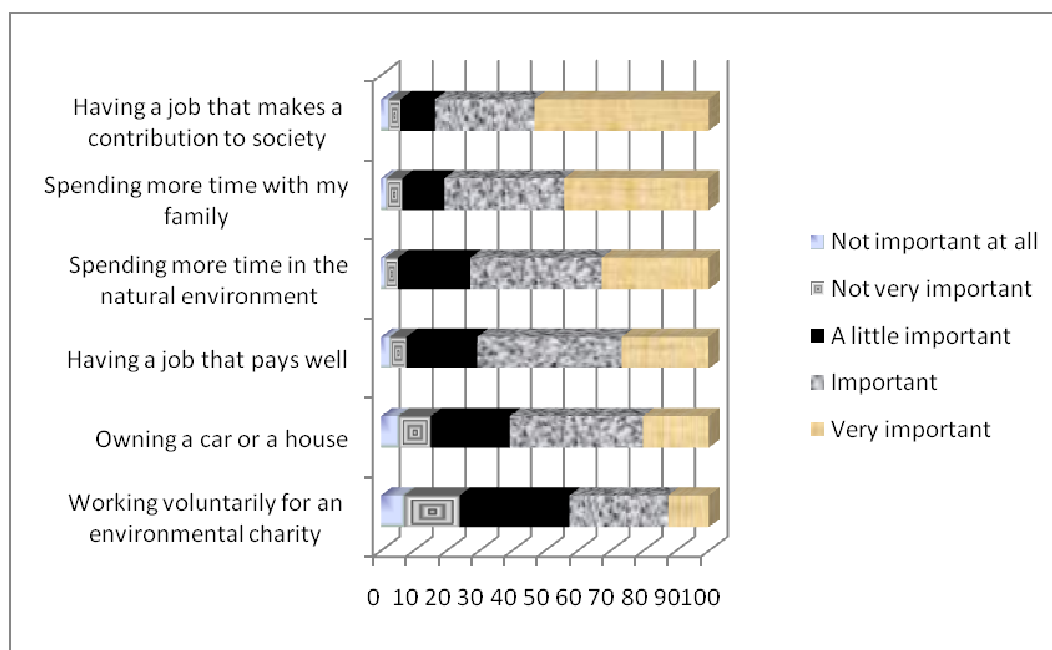 Having a job that makes a
contribution to society
Spending more time with my
family
Spending more time in the
natural environment
Having a job that pays well
Owning a car or a house
Working voluntarily for an
environmental charity
0 10 20 30 40 50 60 70 80 90 100
Not important at all
Not very important
A little important
Important
Very important